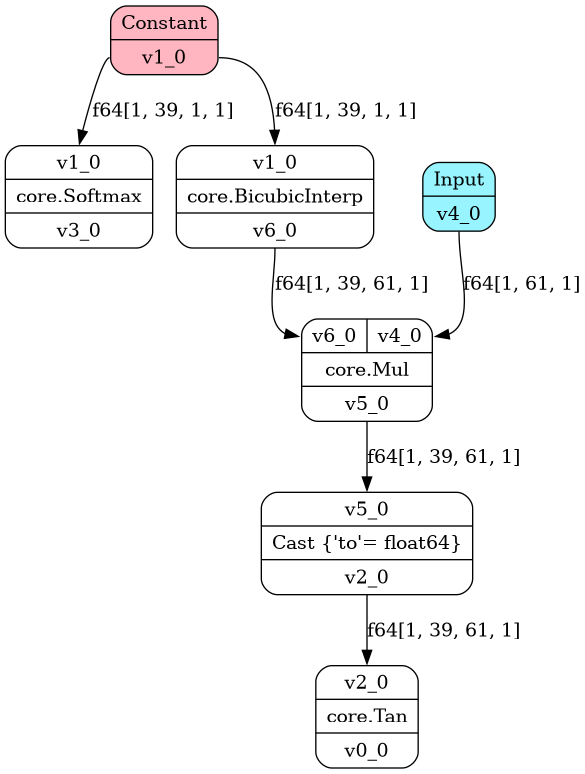 Constant
v1_0
f64[1, 39, 1, 1]
f64[1, 39, 1, 1]
v1_0
core.Softmax
v3_0
v1_0
core.BicubicInterp
v6_0
Input
v4_0
f64[1, 39, 61, 1]
f64[1, 61, 1]
v6_0 v4_0
core.Mul
v5_0
f64[1, 39, 61, 1]
v5_0
Cast {'to'= float64}
v2_0
f64[1, 39, 61, 1]
v2_0
core.Tan
v0_0